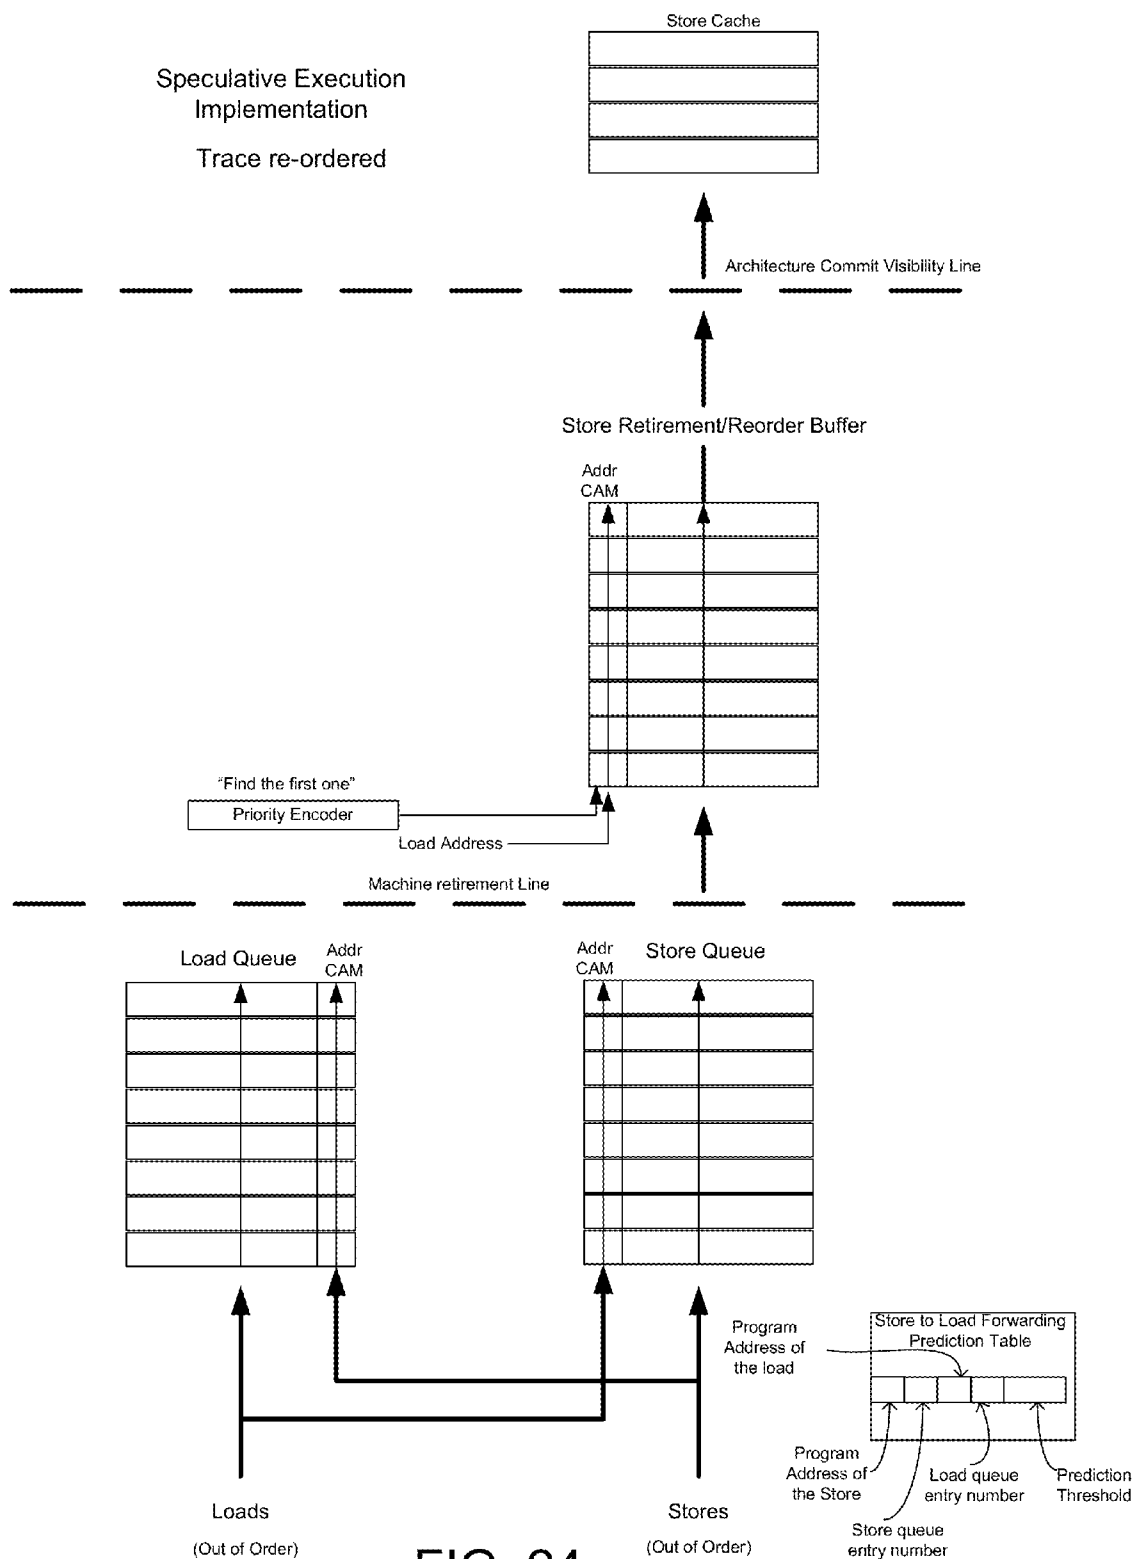 Store Cache
Speculative Execution
Implementation
Trace re-ordered
Architecture Commit Visibility Line
Store Retirement/Reorder Buffer
Addr
CAM
"Find the first one"
Priority Encoder
Load Address
Machine retirement Line
Load Queue
Addr
CAM
Addr
CAM
Store Queue
Program
Address of
the load
Store to Load Forwarding
Prediction Table
Program
Address of
the Store
Load queue
entry number
Prediction
Threshold
Store queue
entry number
Loads
(Out of Order)
Stores
(Out of Order)